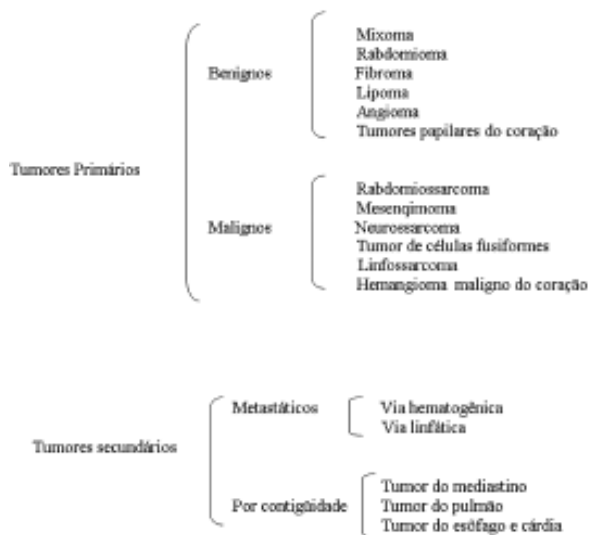 Mixoma
Rabdomioma
Benignos
Fibroma
Lipoma
Angioma
Tumores papilares do coração
Tumores Primários
Rabdomiossarcoma
Mesenqimoma
Malignos
Neurossarcoma
Tumor de células fusiformes
Linfossarcoma
Hemangioma maligno do coração
Metastáticos
Via hematogênica
Via linfática
Tumores secundários
Tumor do mediastino
Por contigüidade
Tumor do pulmão
Tumor do esôfago e cárdia